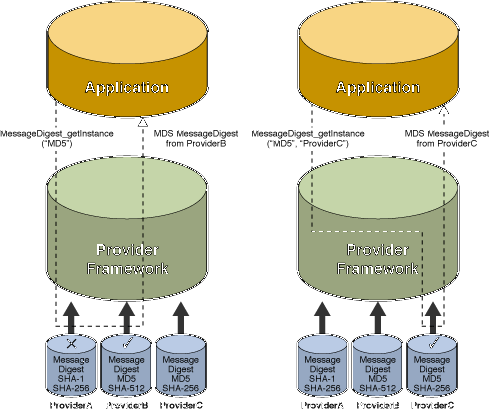 Application
MessageDigest_getInstance
("MD5")
MDS MessageDigest
from ProviderB
Provider
Framework
Message
Digest
SHA-1
SHA-256
Message
Digest
MD5
SHA-512
Message
Digest
MD5
SHA-256
ProviderA
ProviderB
ProviderC
Application
MessageDigest_getInstance
("MD5", "ProviderC")
MDS MessageDigest
from ProviderC
Provider
Framework
Message
Digest
SHA-1
SHA-256
Message
Digest
MD5
SHA-512
Message
Digest
MD5
SHA-256
ProviderA
ProviderB
ProviderC